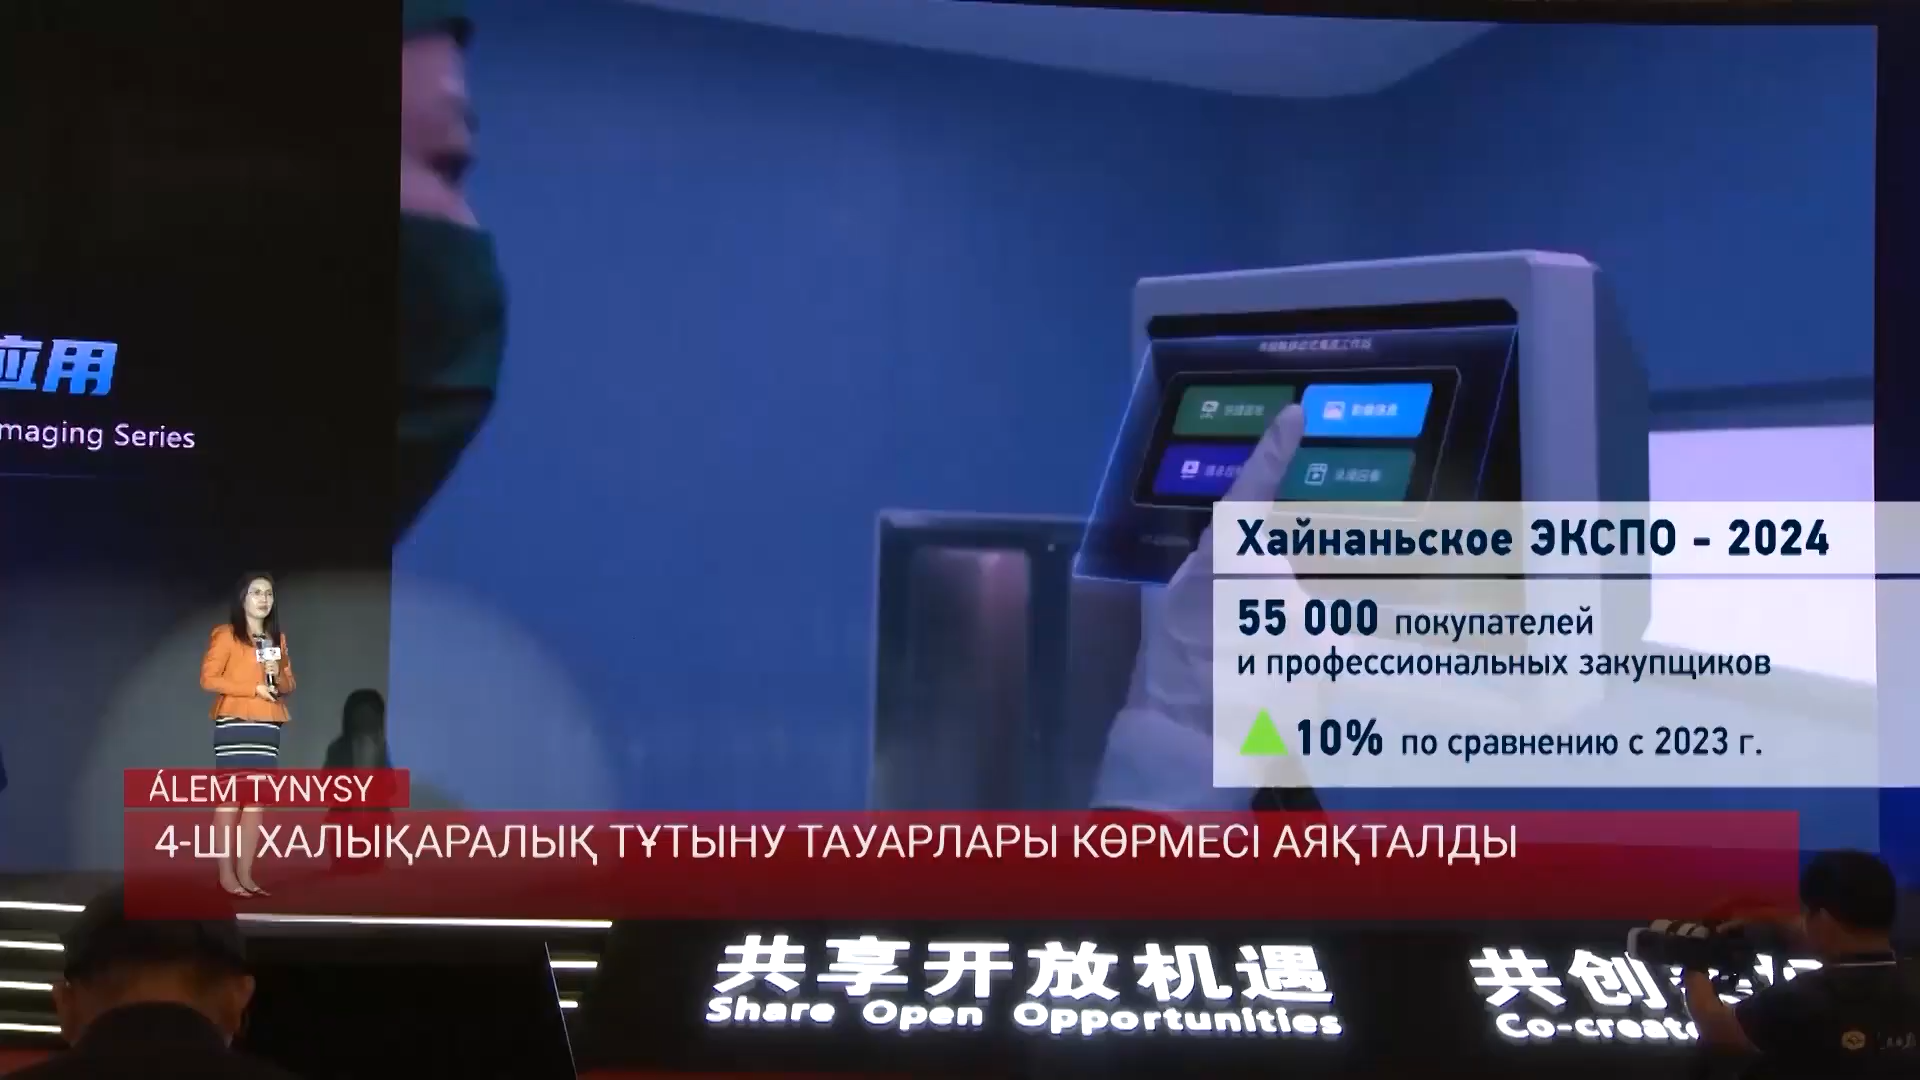 应用
maging Series
Хайнаньское ЭКСПО - 2024
55 000 покупателей
и профессиональных закупщиков
10% по сравнению с 2023 г.
ÁLEM TYNYSY
4-ШІ ХАЛЫҚАРАЛЫҚ ТҰТЫНУ ТАУАРЛАРЫ КӨРМЕСІ АЯҚТАЛДЫ
共享开放机遇
Share Open Opportunities
共创
Co-create